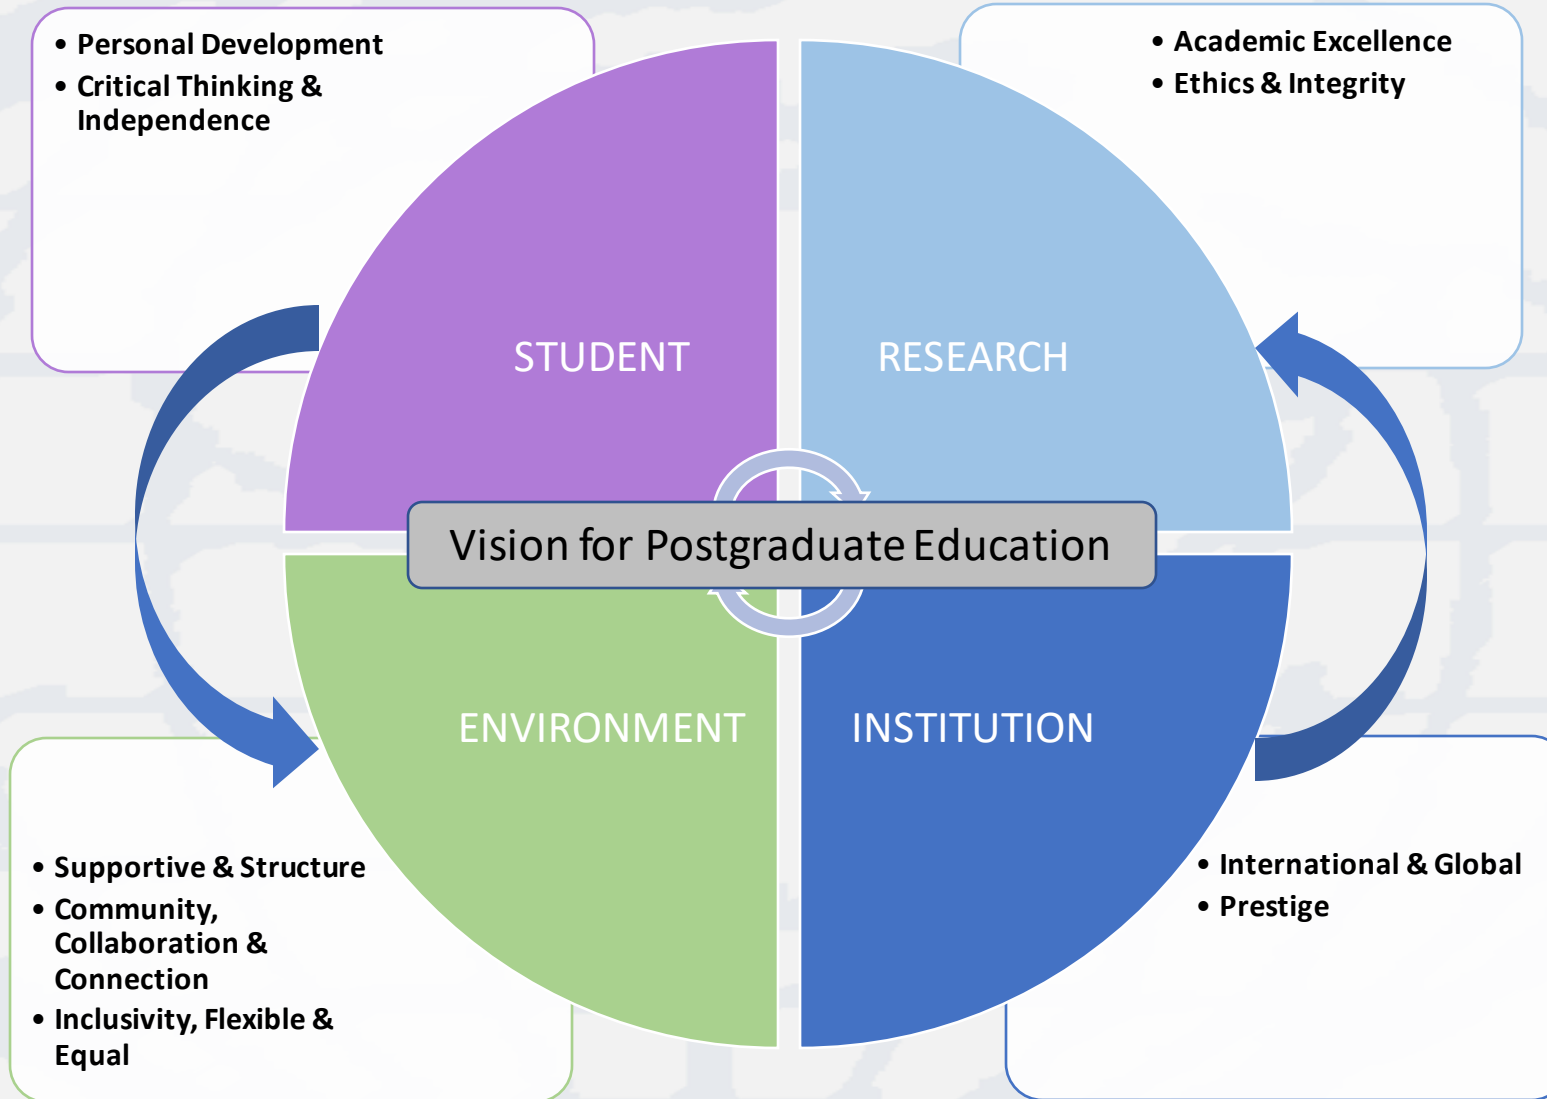 • Personal Development
• Critical Thinking &
Independence
• Academic Excellence
• Ethics & Integrity
STUDENT
RESEARCH
Vision for Postgraduate Education
ENVIRONMENT
INSTITUTION
• Supportive & Structure
• Community,
Collaboration &
Connection
• Inclusivity, Flexible &
Equal
• International & Global
• Prestige